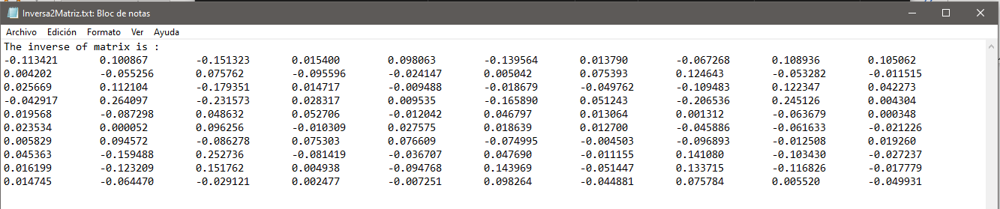 Inversa2Matriz.txt: Bloc de notas
Archivo Edición Formato Ver Ayuda
The inverse of matrix is :
-0.113421 0.100867 -0.151323 0.015400 0.098063 -0.139564 0.013790 -0.067268 0.108936 0.105062
0.004202 -0.055256 0.075762 -0.095596 -0.024147 0.005042 0.075393 0.124643 -0.053282 -0.011515
0.025669 0.112104 -0.179351 0.014717 -0.009488 -0.018679 -0.049762 -0.109483 0.122347 0.042273
-0.042917 0.264097 -0.231573 0.028317 0.009535 -0.165890 0.051243 -0.206536 0.245126 0.004304
0.019568 -0.087298 0.048632 0.052706 -0.012042 0.046797 0.013064 0.001312 -0.063679 0.000348
0.023534 0.000052 0.096256 -0.010309 0.027575 0.018639 0.012700 -0.045886 -0.061633 -0.021226
0.005829 0.094572 -0.086278 0.075303 0.076609 -0.074995 -0.004503 -0.096893 -0.012508 0.019260
0.045363 -0.159488 0.252736 -0.081419 -0.036707 0.047690 -0.011155 0.141080 -0.103430 -0.027237
0.016199 -0.123209 0.151762 0.004938 -0.094768 0.143969 -0.051447 0.133715 -0.116826 -0.017779
0.014745 -0.064470 -0.029121 0.002477 -0.007251 0.098264 -0.044881 0.075784 0.005520 -0.049931